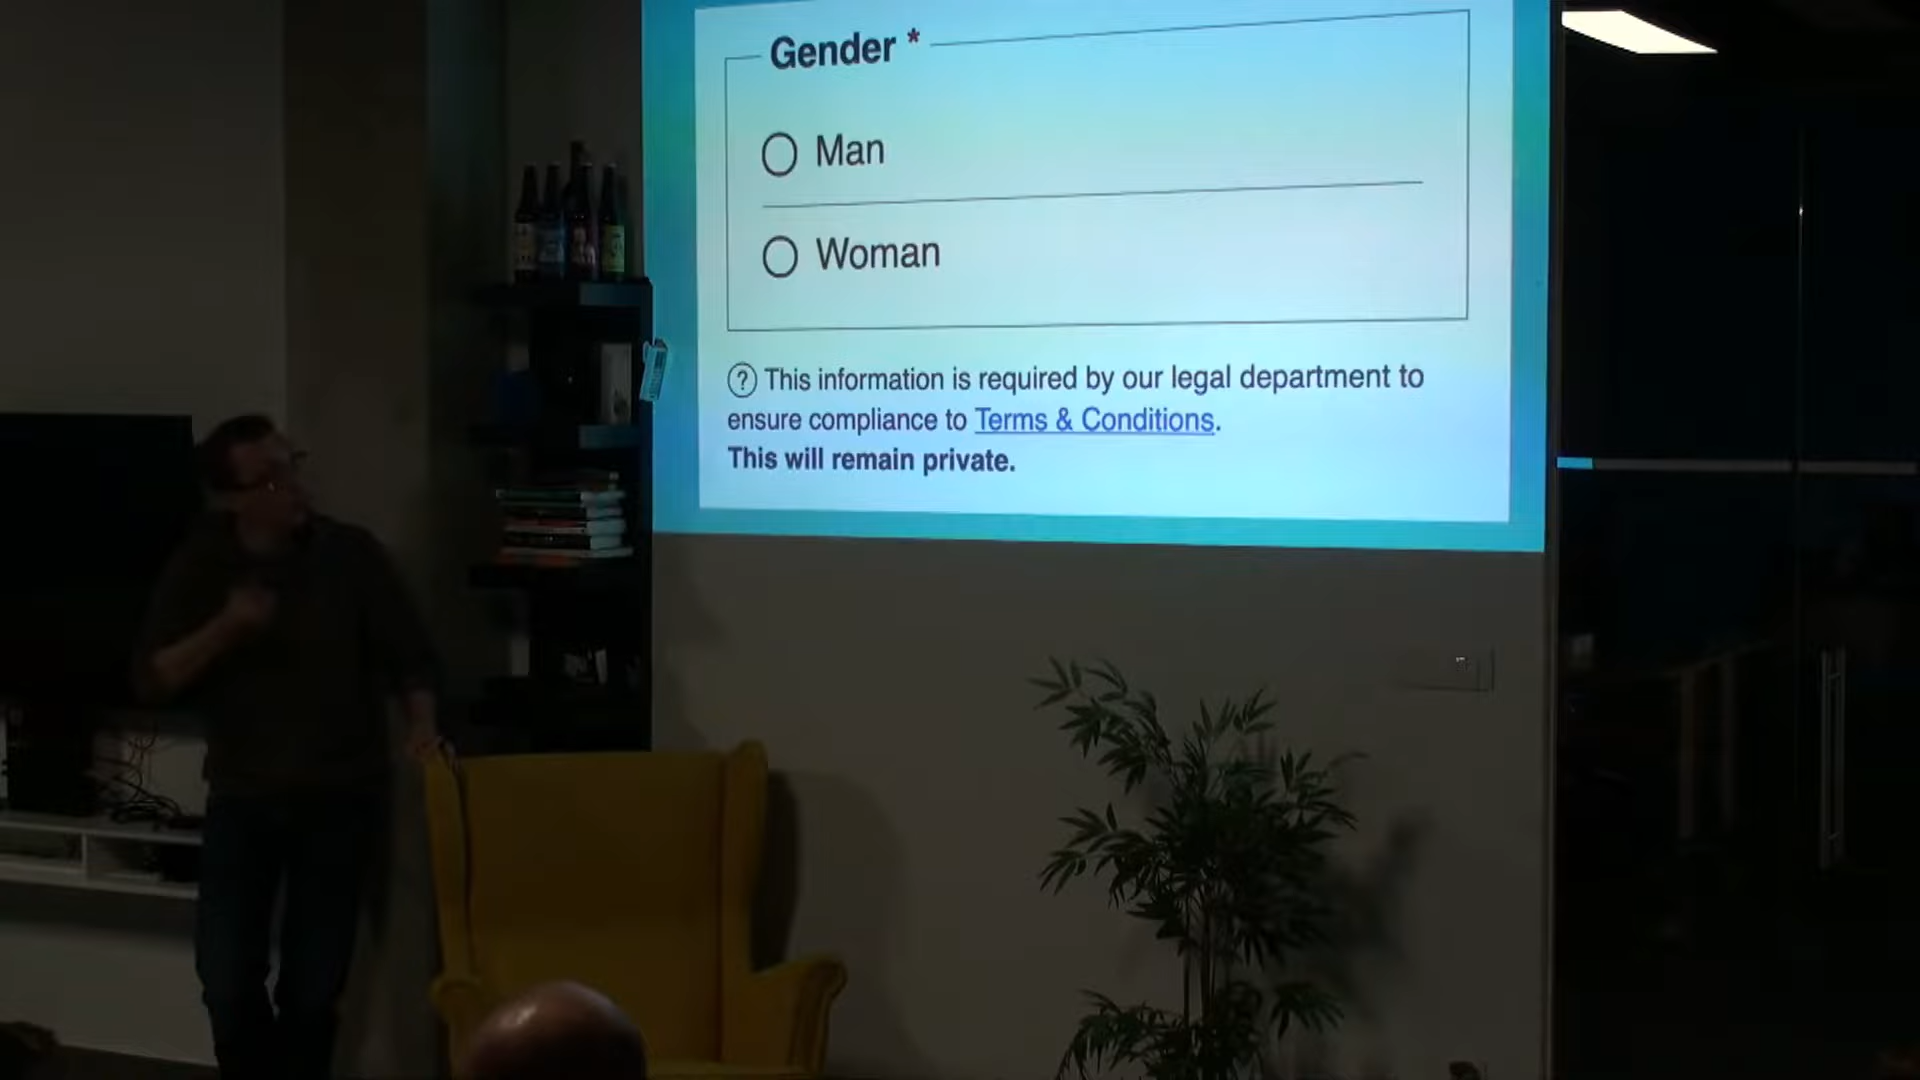 Gender *
Man
Woman
? This information is required by our legal department to
ensure compliance to Terms & Conditions.
This will remain private.